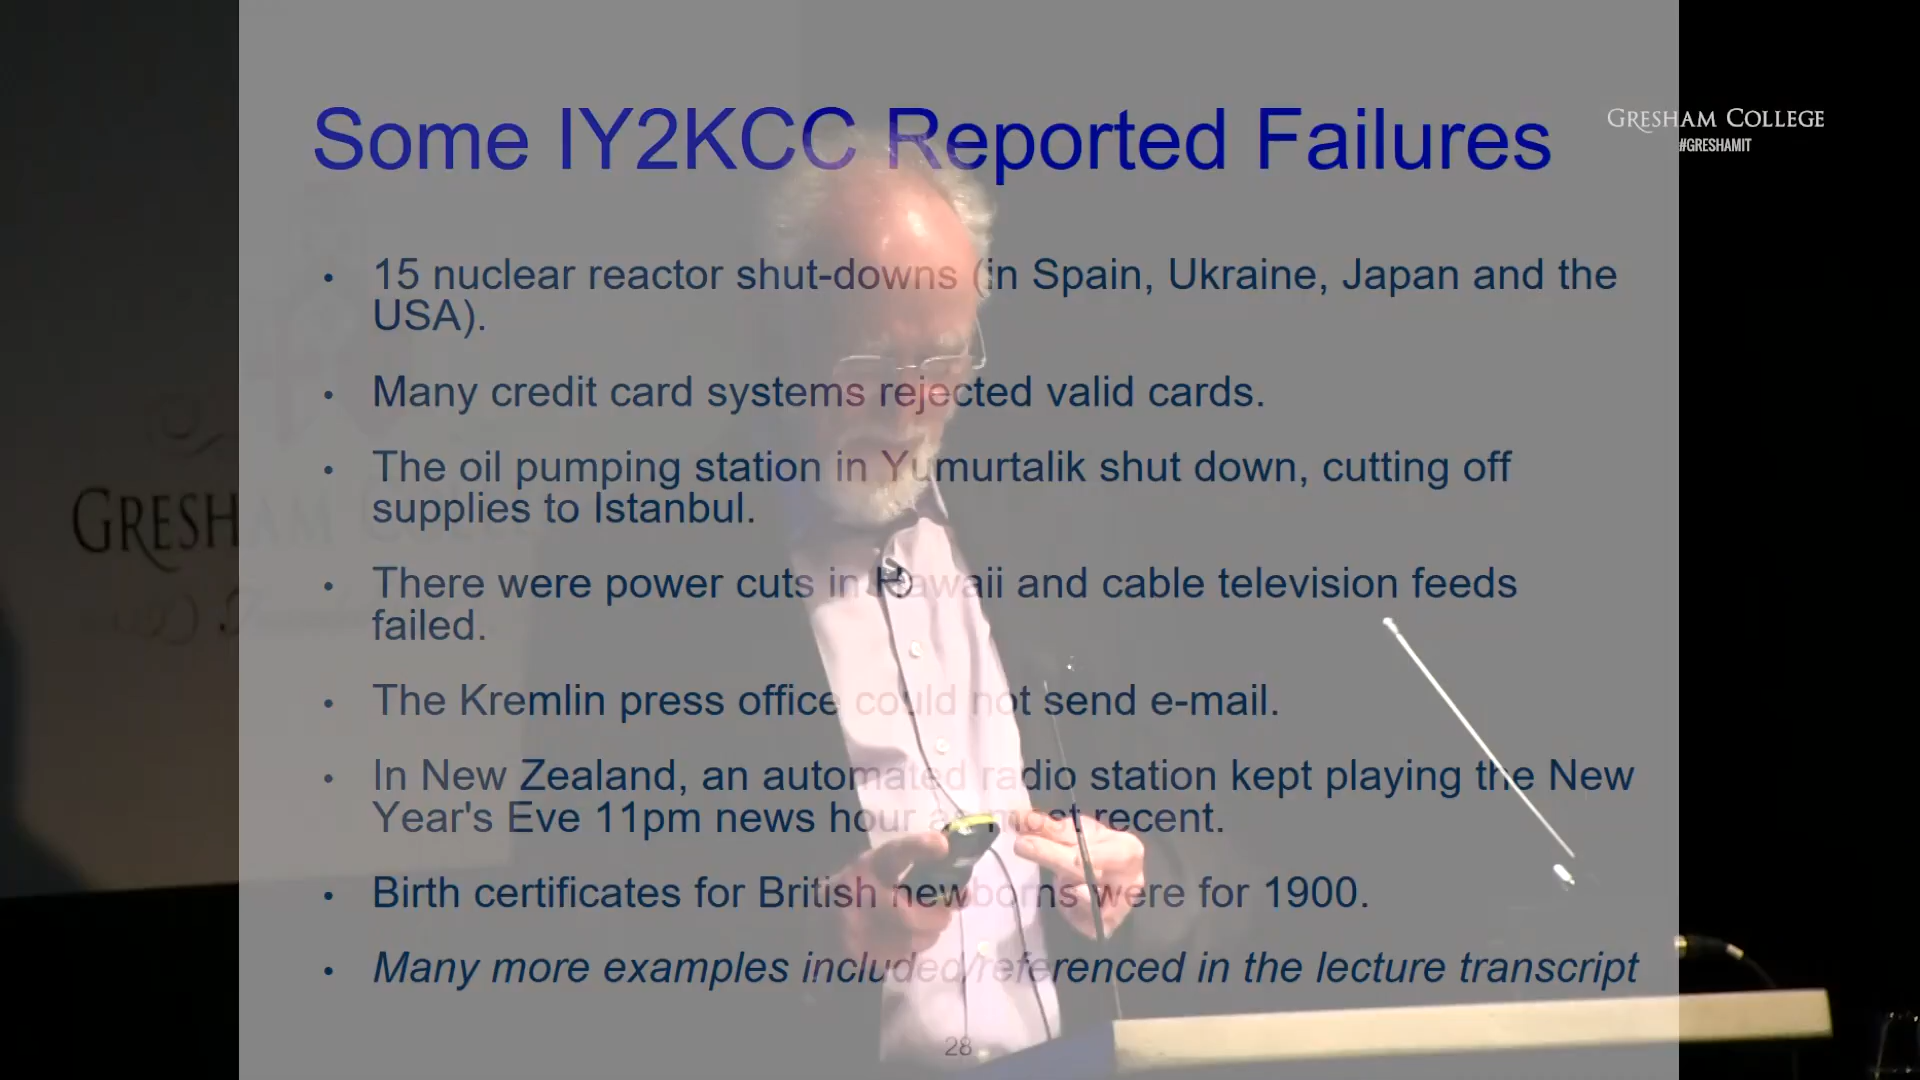 Some IY2KCC Reported Failures
GRESHAM COLLEGE
#GRESHAMIT
• 15 nuclear reactor shut-downs (in Spain, Ukraine, Japan and the
USA).
• Many credit card systems rejected valid cards.
• The oil pumping station in Yumurtalik shut down, cutting off
supplies to Istanbul.
GRESHAM COLLEGE
• There were power cuts in Hawaii and cable television feeds
failed.
• The Kremlin press office could not send e-mail.
• In New Zealand, an automated radio station kept playing the New
Year's Eve 11pm news hour as most recent.
• Birth certificates for British newborns were for 1900.
• Many more examples included/referenced in the lecture transcript
28